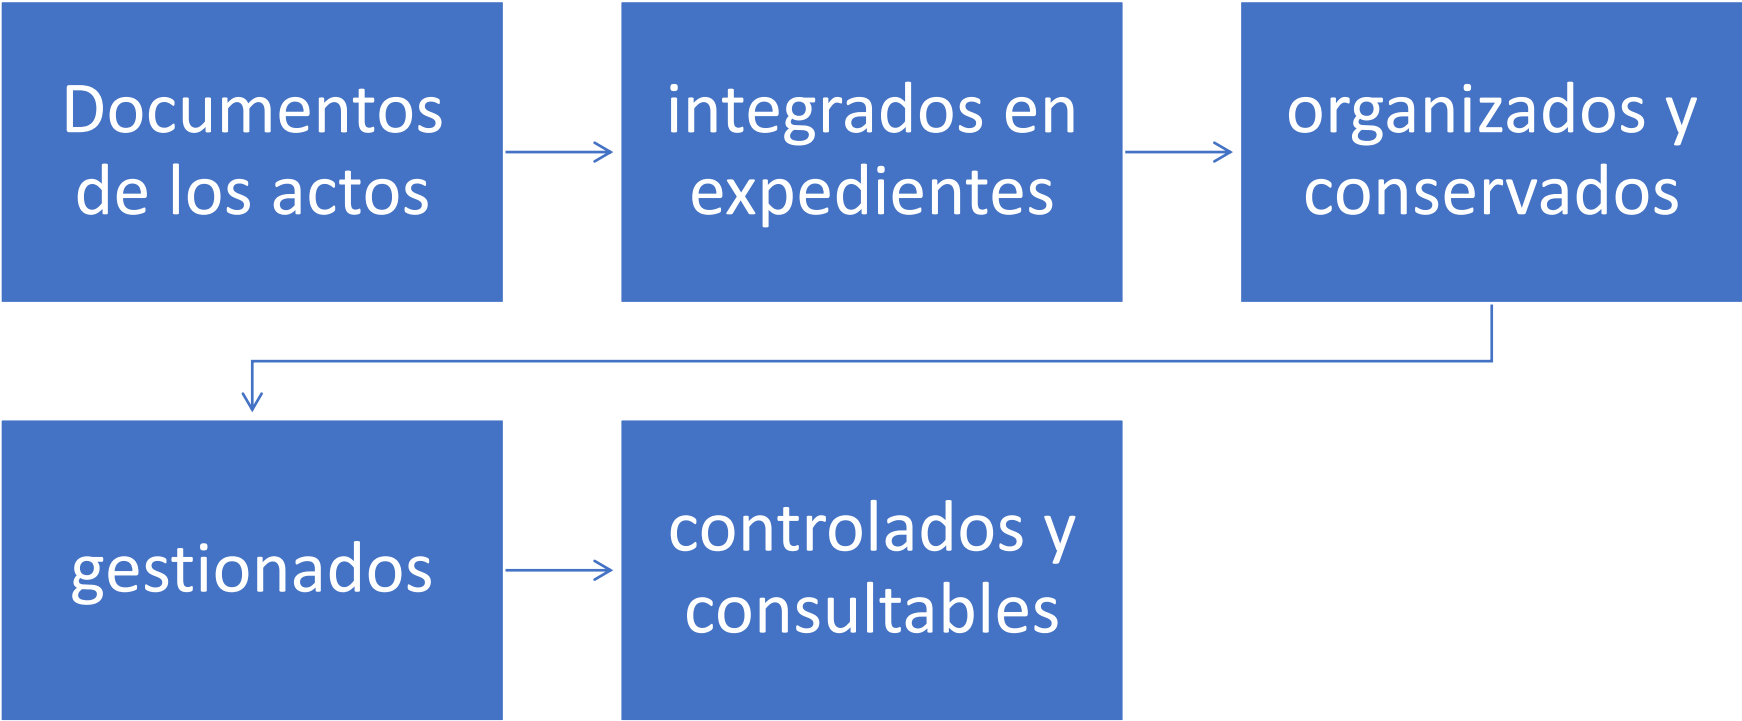 Documentos
de los actos
integrados en
expedientes
organizados y
conservados
gestionados
controlados y
consultables